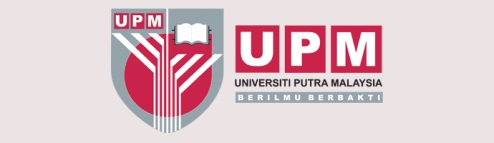 UPM
UPM
UNIVERSITI PUTRA MALAYSIA
BERILMU BERBAKTI